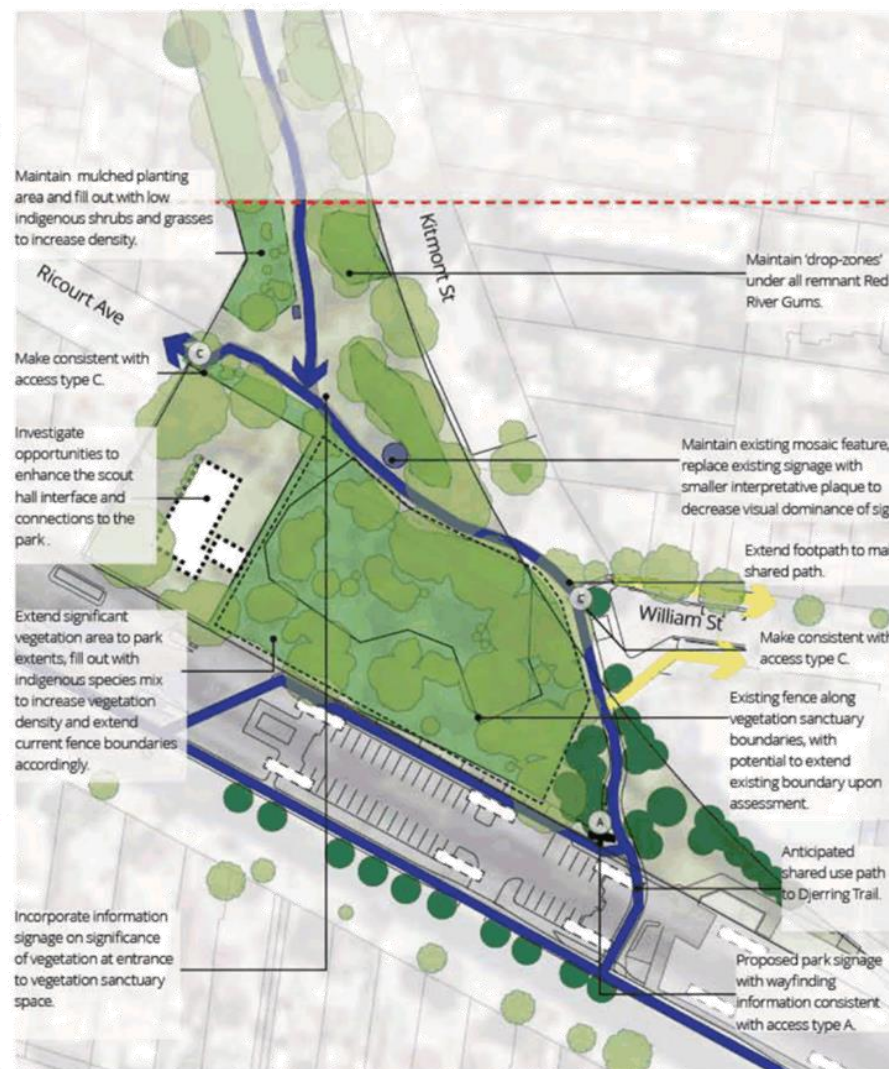 Maintain mulched planting
area and fill out with low
indigenous shrubs and grasses
to increase density.
Kitmont St
Maintain 'drop-zones'
under all remnant Red
River Gums.
Ricourt Ave
C
Make consistent with
access type C.
Investigate
opportunities to
enhance the scout
hall interface and
connections to the
park.
Maintain existing mosaic feature,
replace existing signage with
smaller interpretative plaque to
decrease visual dominance of sig
Extend footpath to ma
shared path.
C
William St
Make consistent with
access type C.
Extend significant
vegetation area to park
extents, fill out with
indigenous species mix
to increase vegetation
density and extend
current fence boundaries
accordingly.
Existing fence along
vegetation sanctuary
boundaries, with
potential to extend
existing boundary upon
assessment.
A
Anticipated
shared use path
to Djerring Trail.
Incorporate information
signage on significance
of vegetation at entrance
to vegetation sanctuary
space.
Proposed park signage
with wayfinding
information consistent
with access type A.